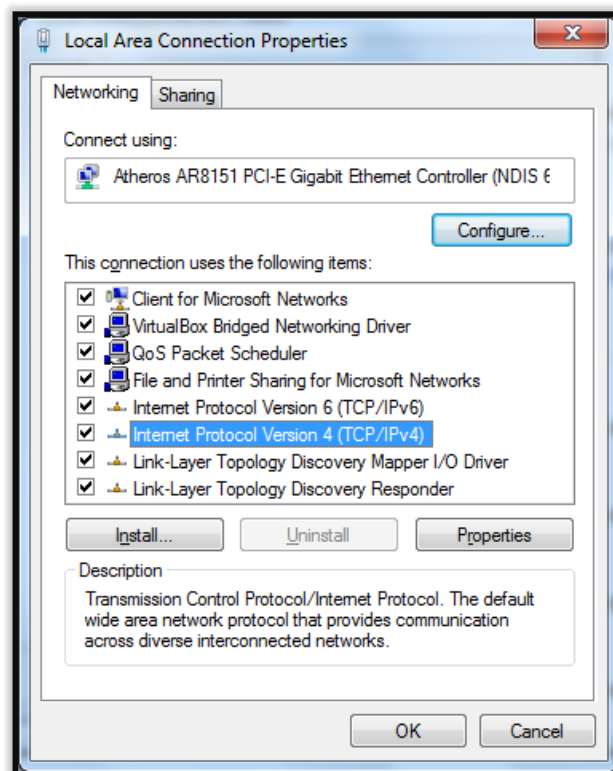 Local Area Connection Properties
Networking
Sharing
Connect using:
Atheros AR8151 PCI-E Gigabit Ethernet Controller (NDIS 6
Configure...
This connection uses the following items:
Client for Microsoft Networks
VirtualBox Bridged Networking Driver
QoS Packet Scheduler
File and Printer Sharing for Microsoft Networks
Internet Protocol Version 6 (TCP/IPv6)
Internet Protocol Version 4 (TCP/IPv4)
Link-Layer Topology Discovery Mapper I/O Driver
Link-Layer Topology Discovery Responder
Install...
Uninstall
Properties
Description
Transmission Control Protocol/Internet Protocol. The default
wide area network protocol that provides communication
across diverse interconnected networks.
OK
Cancel